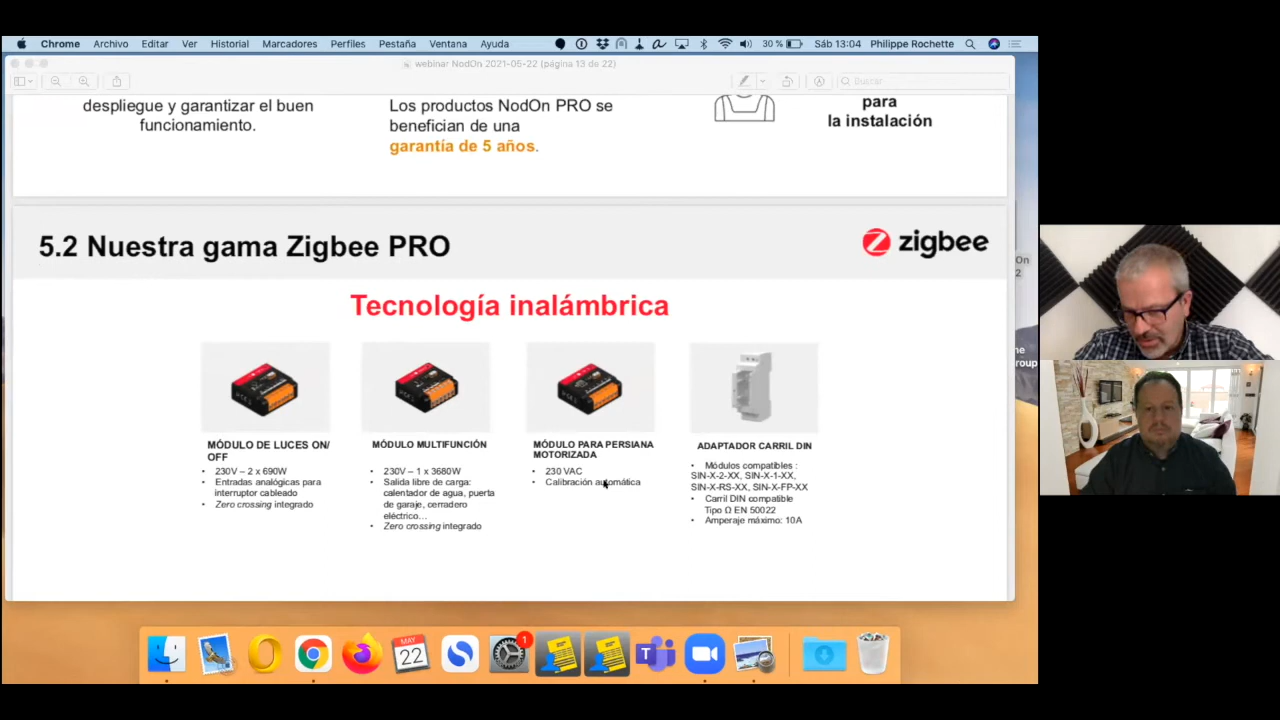 Chrome Archivo Editar Ver Historial Marcadores Perfiles Pestaña Ventana Ayuda 30 % Sáb 13:04 Philippe Rochette
webinar NodOn 2021-05-22 (página 13 de 22)
Buscar
despliegue y garantizar el buen
funcionamiento.
Los productos NodOn PRO se
benefician de una
garantía de 5 años.
para
la instalación
5.2 Nuestra gama Zigbee PRO
zigbee
Tecnología inalámbrica
MÓDULO DE LUCES ON/
OFF
• 230V – 2 x 690W
• Entradas analógicas para
interruptor cableado
• Zero crossing integrado
MÓDULO MULTIFUNCIÓN
• 230V – 1 x 3680W
• Salida libre de carga:
calentador de agua, puerta
de garaje, cerradero
eléctrico…
• Zero crossing integrado
MÓDULO PARA PERSIANA
MOTORIZADA
• 230 VAC
• Calibración automática
ADAPTADOR CARRIL DIN
• Módulos compatibles :
SIN-X-2-XX, SIN-X-1-XX,
SIN-X-RS-XX, SIN-X-FP-XX
• Carril DIN compatible
Tipo Ω EN 50022
• Amperaje máximo: 10A
On
2
ne
roup
MAY
22
1
T